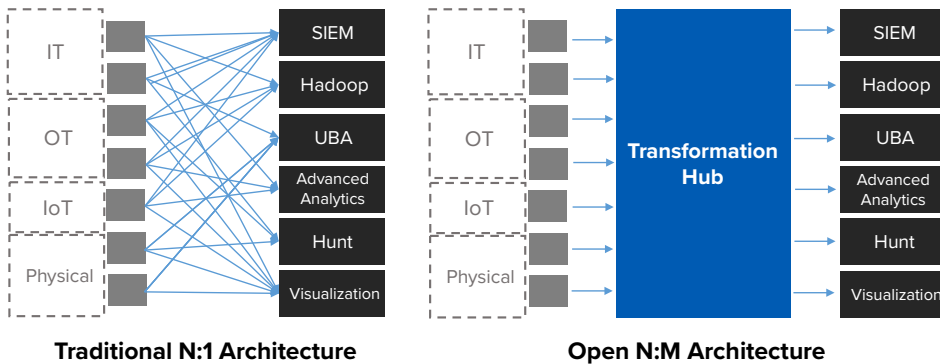 IT
OT
IoT
Physical
SIEM
Hadoop
UBA
Advanced
Analytics
Hunt
Visualization
Traditional N:1 Architecture
IT
OT
IoT
Physical
Transformation
Hub
SIEM
Hadoop
UBA
Advanced
Analytics
Hunt
Visualization
Open N:M Architecture